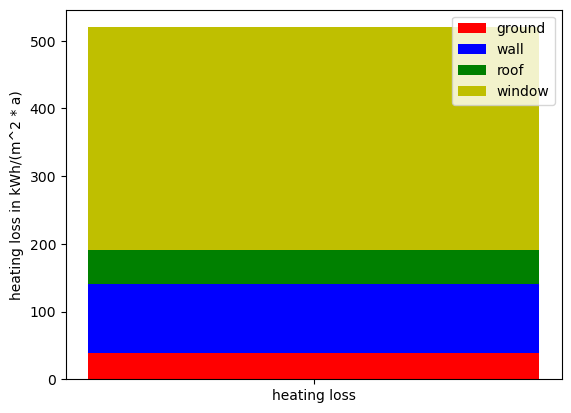 heating loss in kWh/(m^2 * a)
500
400
300
200
100
0
ground
wall
roof
window
heating loss